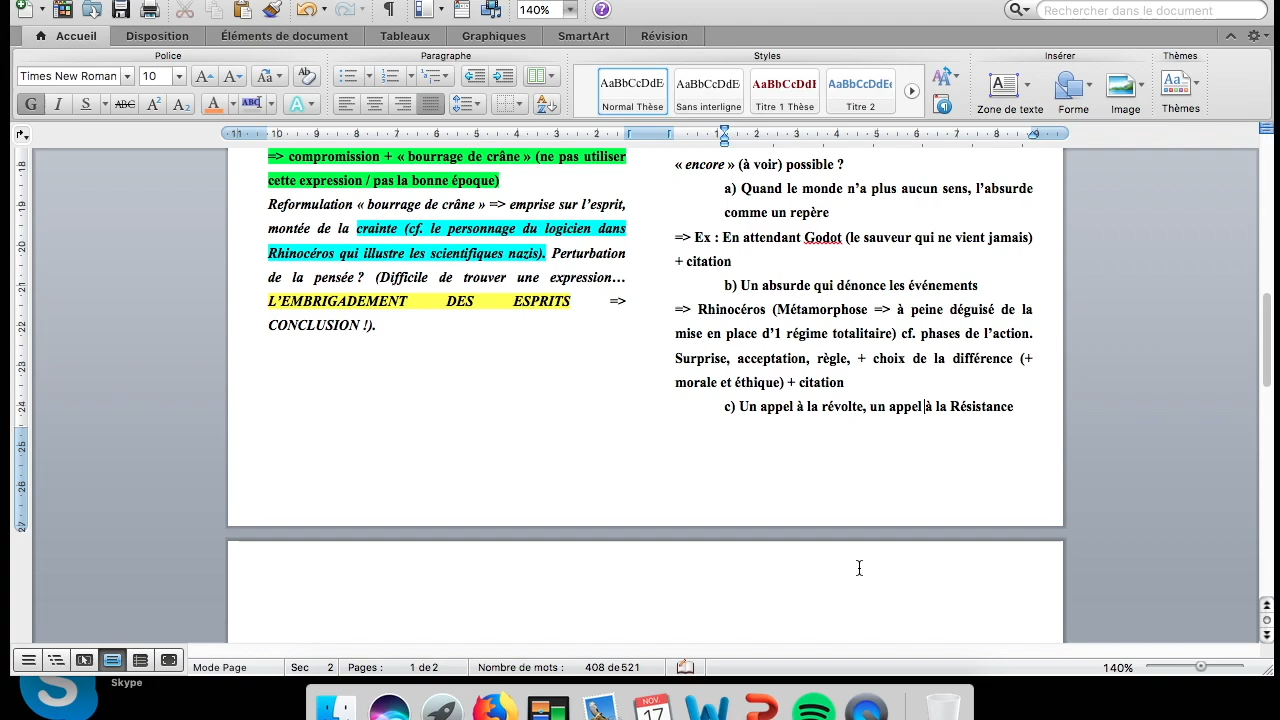 140%
Rechercher dans le document
Accueil
Disposition
Éléments de document
Tableaux
Graphiques
SmartArt
Révision
Police
Paragraphe
Styles
Insérer
Thèmes
Times New Roman
10
AaBbCcDdE
AaBbCcDdE
AaBbCcDdI
AaBbCcDdEe
Normal Thèse
Sans interligne
Titre 1 Thèse
Titre 2
Zone de texte
Forme
Image
Thèmes
=> compromission + « bourrage de crâne » (ne pas utiliser
cette expression / pas la bonne époque)
Reformulation « bourrage de crâne » => emprise sur l’esprit,
montée de la crainte (cf. le personnage du logicien dans
Rhinocéros qui illustre les scientifiques nazis). Perturbation
de la pensée ? (Difficile de trouver une expression…
L’EMBRIGADEMENT DES ESPRITS =>
CONCLUSION !).
« encore » (à voir) possible ?
a) Quand le monde n’a plus aucun sens, l’absurde
comme un repère
=> Ex : En attendant Godot (le sauveur qui ne vient jamais)
+ citation
b) Un absurde qui dénonce les événements
=> Rhinocéros (Métamorphose => à peine déguisé de la
mise en place d’1 régime totalitaire) cf. phases de l’action.
Surprise, acceptation, règle, + choix de la différence (+
morale et éthique) + citation
c) Un appel à la révolte, un appel à la Résistance
Mode Page
Sec 2
Pages : 1 de 2
Nombre de mots : 408 de 521
140%
Skype
NOV.
17